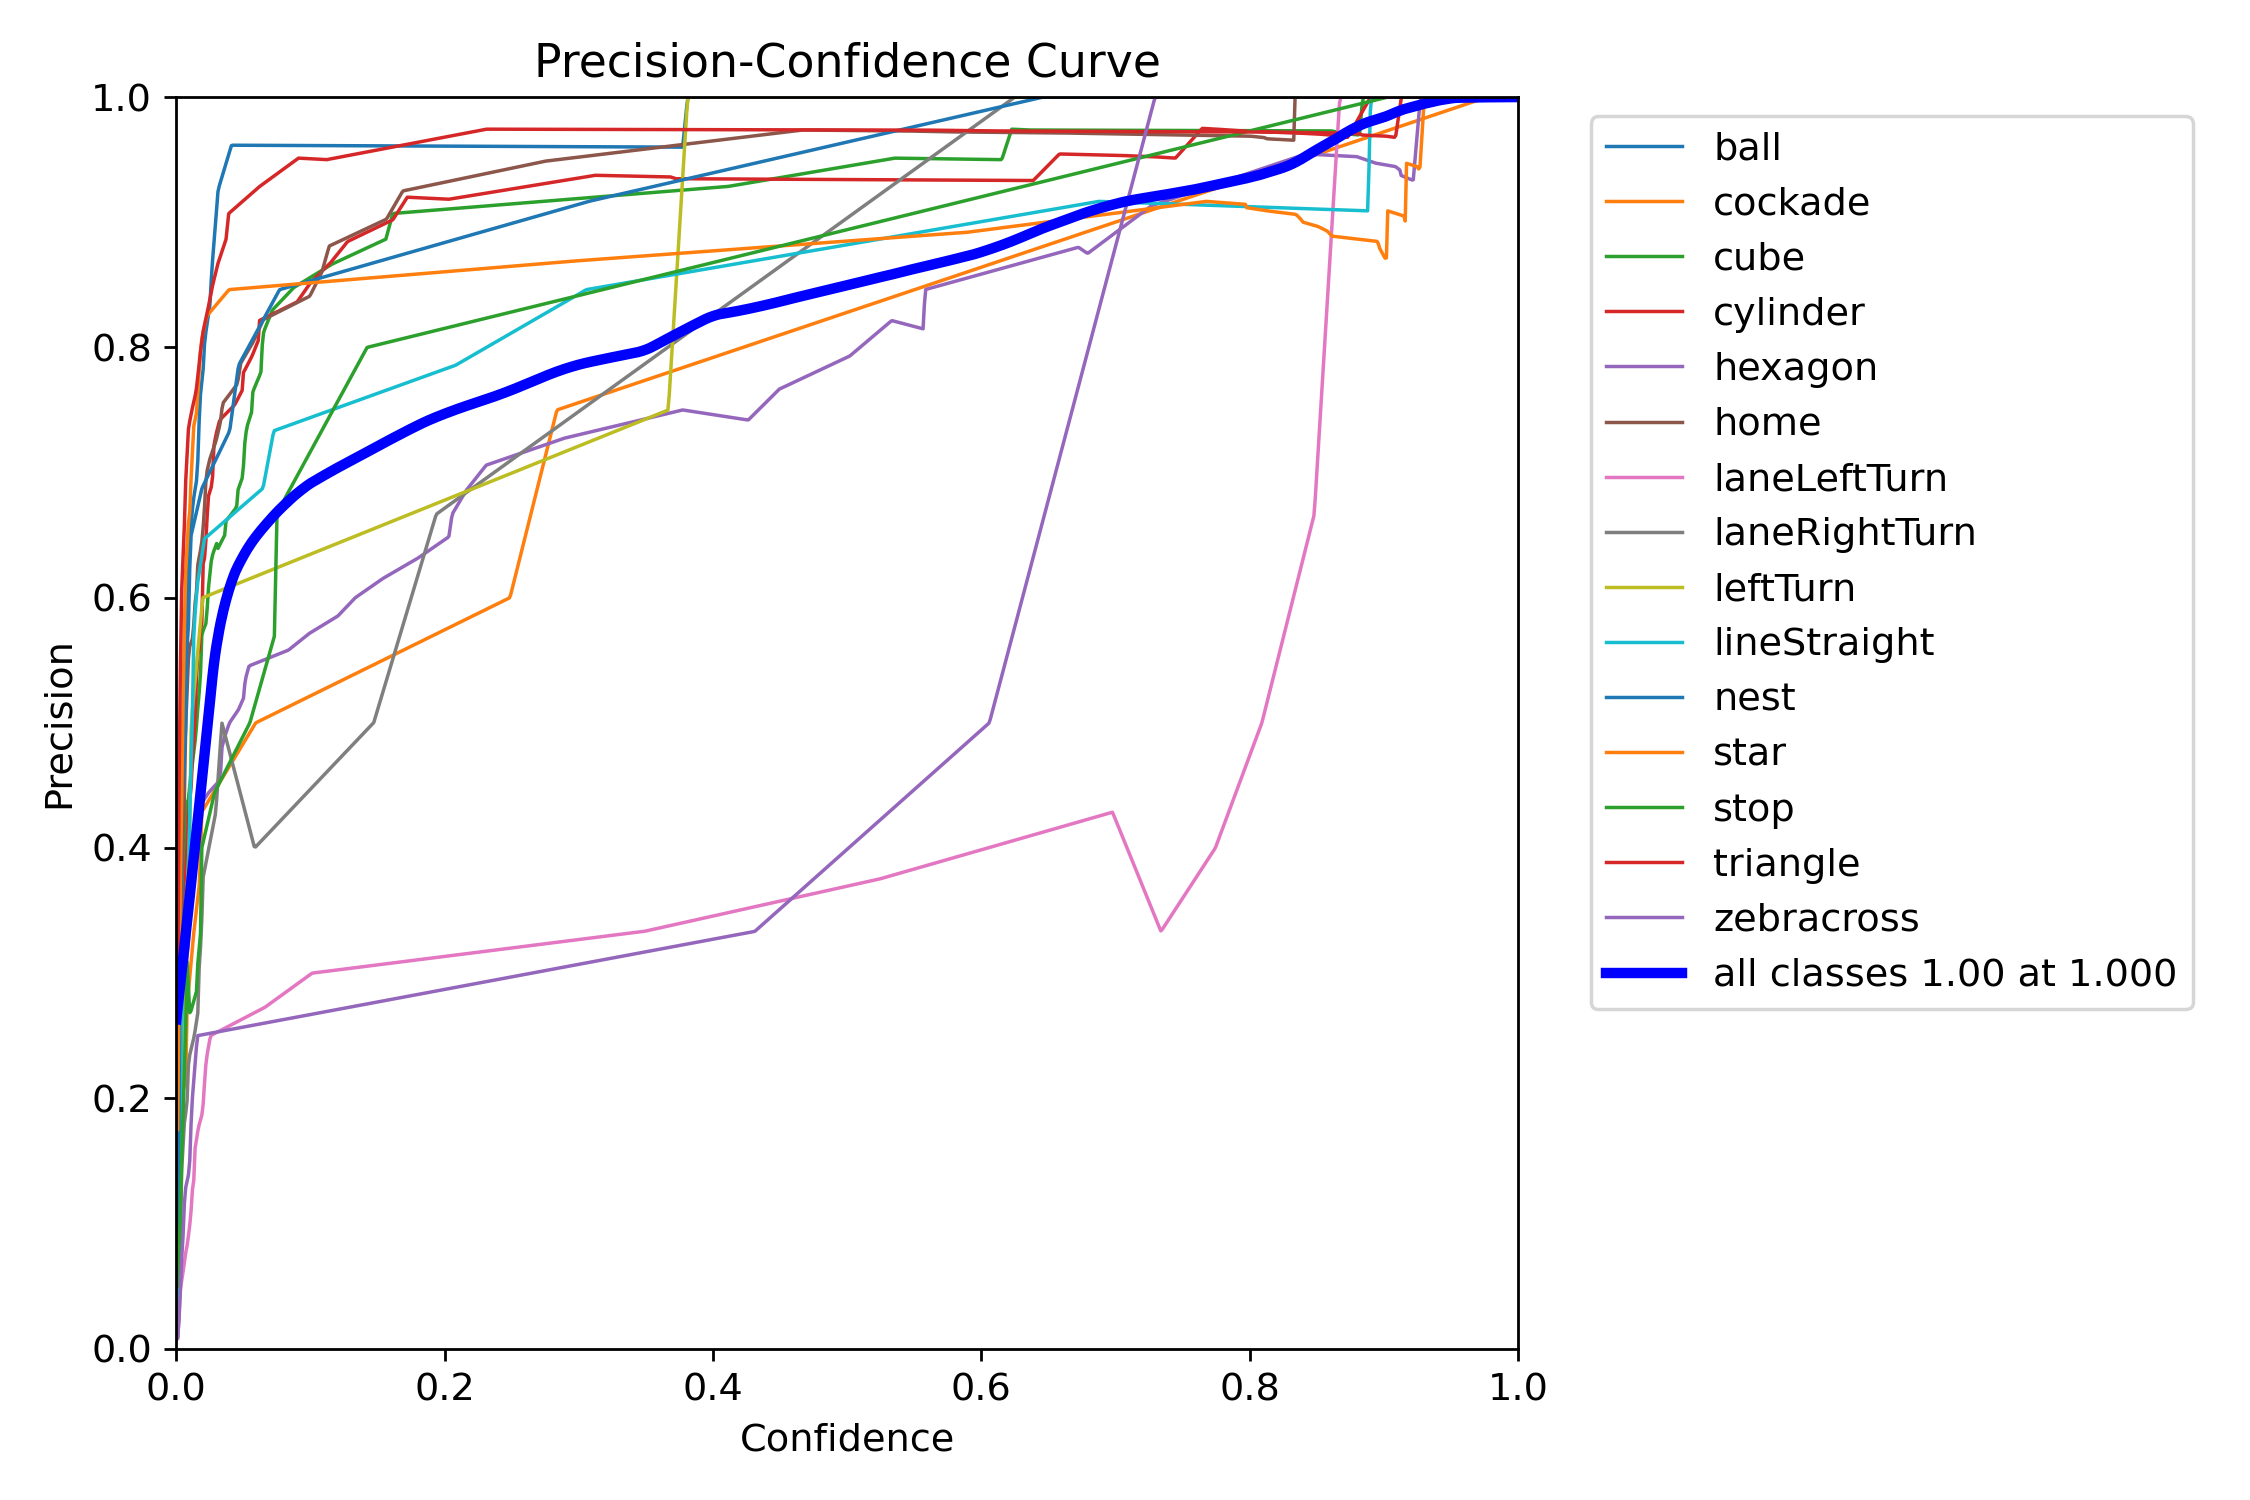 Precision-Confidence Curve
1.0
0.8
0.6
0.4
0.2
0.0
Precision
0.0 0.2 0.4 0.6 0.8 1.0
Confidence
ball
cockade
cube
cylinder
hexagon
home
laneLeftTurn
laneRightTurn
leftTurn
lineStraight
nest
star
stop
triangle
zebracross
all classes 1.00 at 1.000